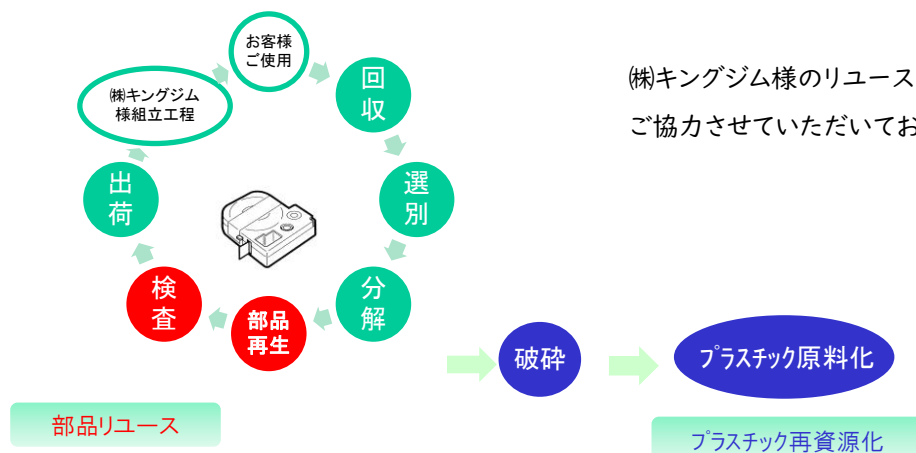 お客様
ご使用
㈱キングジム
様組立工程
回
収
㈱キングジム様のリユース
ご協力させていただいてお
出
荷
選
別
検
査
部品
再生
分
解
破砕
プラスチック原料化
部品リユース
プラスチック再資源化